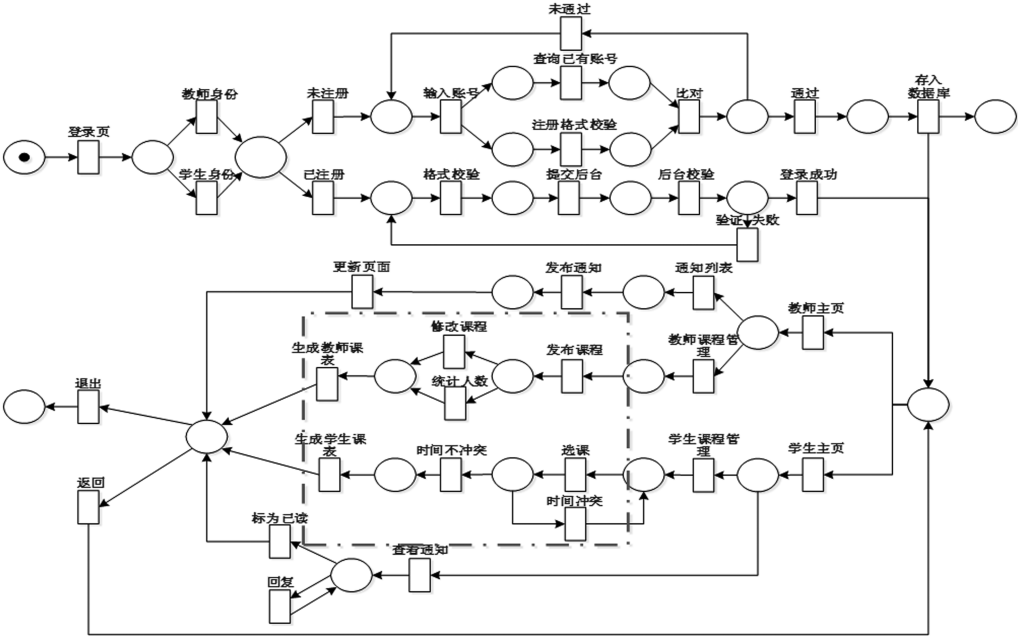 未通过
查询已有账号
教师身份
未注册
输入账号
比对
通过
存入
数据库
登录页
注册格式校验
学生身份
已注册
格式校验
提交后台
后台校验
登录成功
验证失败
更新页面
发布通知
通知列表
教师主页
修改课程
生成教师课
表
发布课程
教师课程管
理
统计人数
退出
生成学生课
表
时间不冲突
选课
学生课程管
理
学生主页
返回
时间冲突
标为已读
查看通知
回复